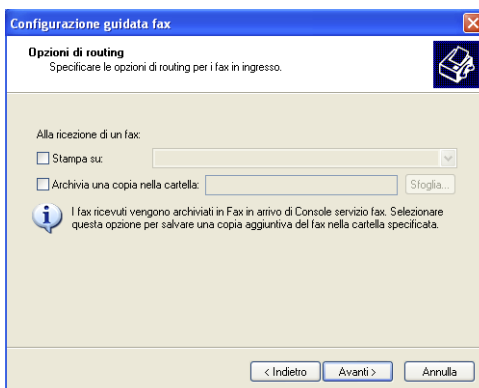 Configurazione guidata fax
Opzioni di routing
Specificare le opzioni di routing per i fax in ingresso.
Alla ricezione di un fax:
Stampa su:
Archivia una copia nella cartella:
Sfoglia...
I fax ricevuti vengono archiviati in Fax in arrivo di Console servizio fax. Selezionare
questa opzione per salvare una copia aggiuntiva del fax nella cartella specificata.
< Indietro
Avanti >
Annulla